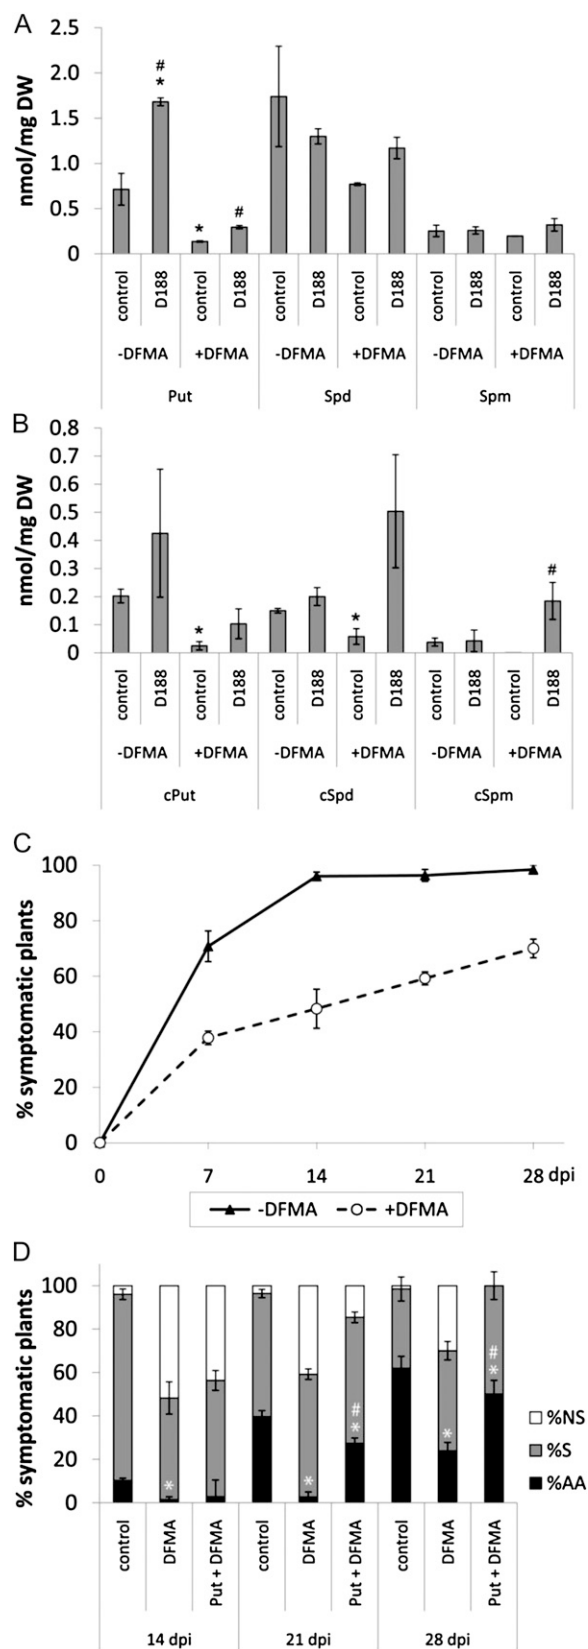 A
nmol/mg DW
2.5
2.0
1.5
1.0
0.5
0
#
*
*
#
control D188 control D188 control D188 control D188 control D188 control D188
-DFMA +DFMA -DFMA +DFMA -DFMA +DFMA
Put Spd Spm
B
nmol/mg DW
0.8
0.7
0.6
0.5
0.4
0.3
0.2
0.1
0
*
*
#
control D188 control D188 control D188 control D188 control D188 control D188
-DFMA +DFMA -DFMA +DFMA -DFMA +DFMA
cPut cSpd cSpm
C
% symptomatic plants
100
80
60
40
20
0
0 7 14 21 28 dpi
-DFMA +DFMA
D
% symptomatic plants
100
80
60
40
20
0
*
*
#
*
*
#
*
%NS
%S
%AA
control DFMA Put + DFMA control DFMA Put + DFMA control DFMA Put + DFMA
14 dpi 21 dpi 28 dpi